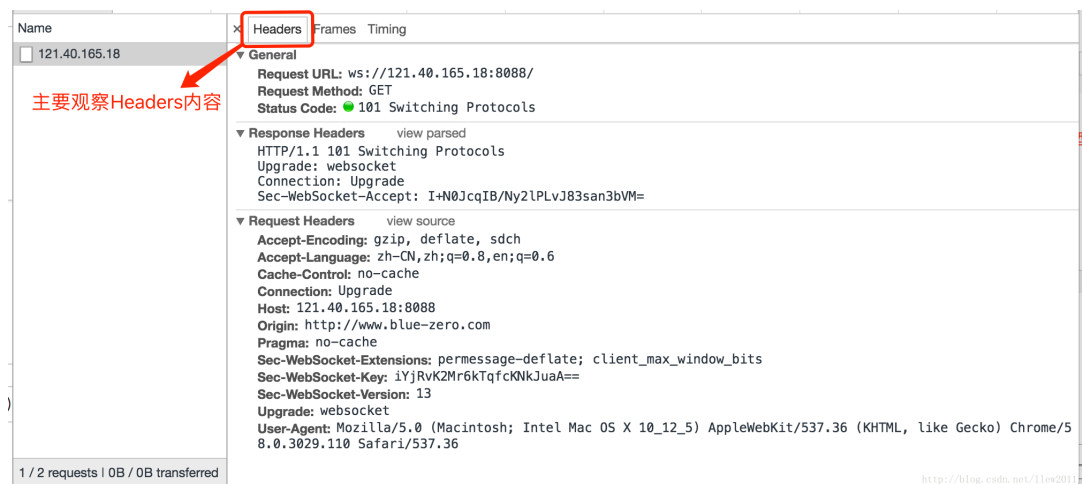 Name
× Headers Frames Timing
121.40.165.18
主要观察Headers内容
▼ General
Request URL: ws://121.40.165.18:8088/
Request Method: GET
Status Code: 101 Switching Protocols
▼ Response Headers view parsed
HTTP/1.1 101 Switching Protocols
Upgrade: websocket
Connection: Upgrade
Sec-WebSocket-Accept: I+N0JcqIB/Ny2lPLvJ83san3bVM=
▼ Request Headers view source
Accept-Encoding: gzip, deflate, sdch
Accept-Language: zh-CN,zh;q=0.8,en;q=0.6
Cache-Control: no-cache
Connection: Upgrade
Host: 121.40.165.18:8088
Origin: http://www.blue-zero.com
Pragma: no-cache
Sec-WebSocket-Extensions: permessage-deflate; client_max_window_bits
Sec-WebSocket-Key: iYjRvK2Mr6kTqfcKNkJuaA==
Sec-WebSocket-Version: 13
Upgrade: websocket
User-Agent: Mozilla/5.0 (Macintosh; Intel Mac OS X 10_12_5) AppleWebKit/537.36 (KHTML, like Gecko) Chrome/5
8.0.3029.110 Safari/537.36
1 / 2 requests | 0B / 0B transferred
http://blog.csdn.net/llew2011